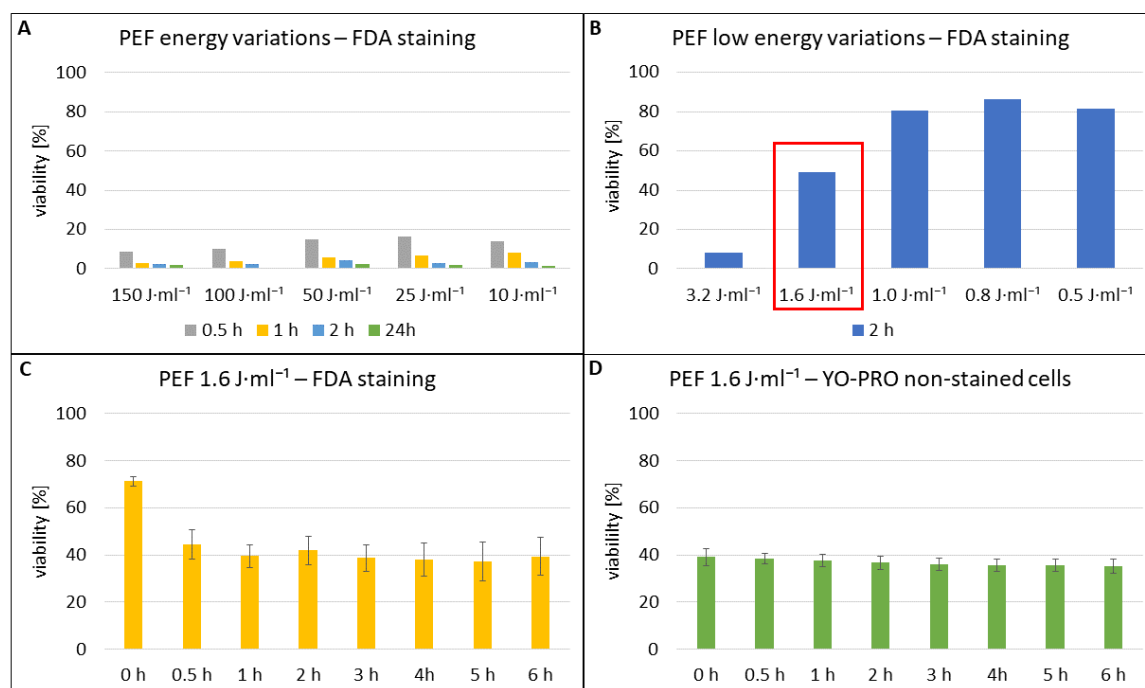 A
PEF energy variations – FDA staining
viability [%]
100
80
60
40
20
0
150 J·ml⁻¹ 100 J·ml⁻¹ 50 J·ml⁻¹ 25 J·ml⁻¹ 10 J·ml⁻¹
0.5 h 1 h 2 h 24h
B
PEF low energy variations – FDA staining
viability [%]
100
80
60
40
20
0
3.2 J·ml⁻¹ 1.6 J·ml⁻¹ 1.0 J·ml⁻¹ 0.8 J·ml⁻¹ 0.5 J·ml⁻¹
2 h
C
PEF 1.6 J·ml⁻¹ – FDA staining
viability [%]
100
80
60
40
20
0
0 h 0.5 h 1 h 2 h 3 h 4h 5 h 6 h
D
PEF 1.6 J·ml⁻¹ – YO-PRO non-stained cells
viabililty [%]
100
80
60
40
20
0
0 h 0.5 h 1 h 2 h 3 h 4h 5 h 6 h